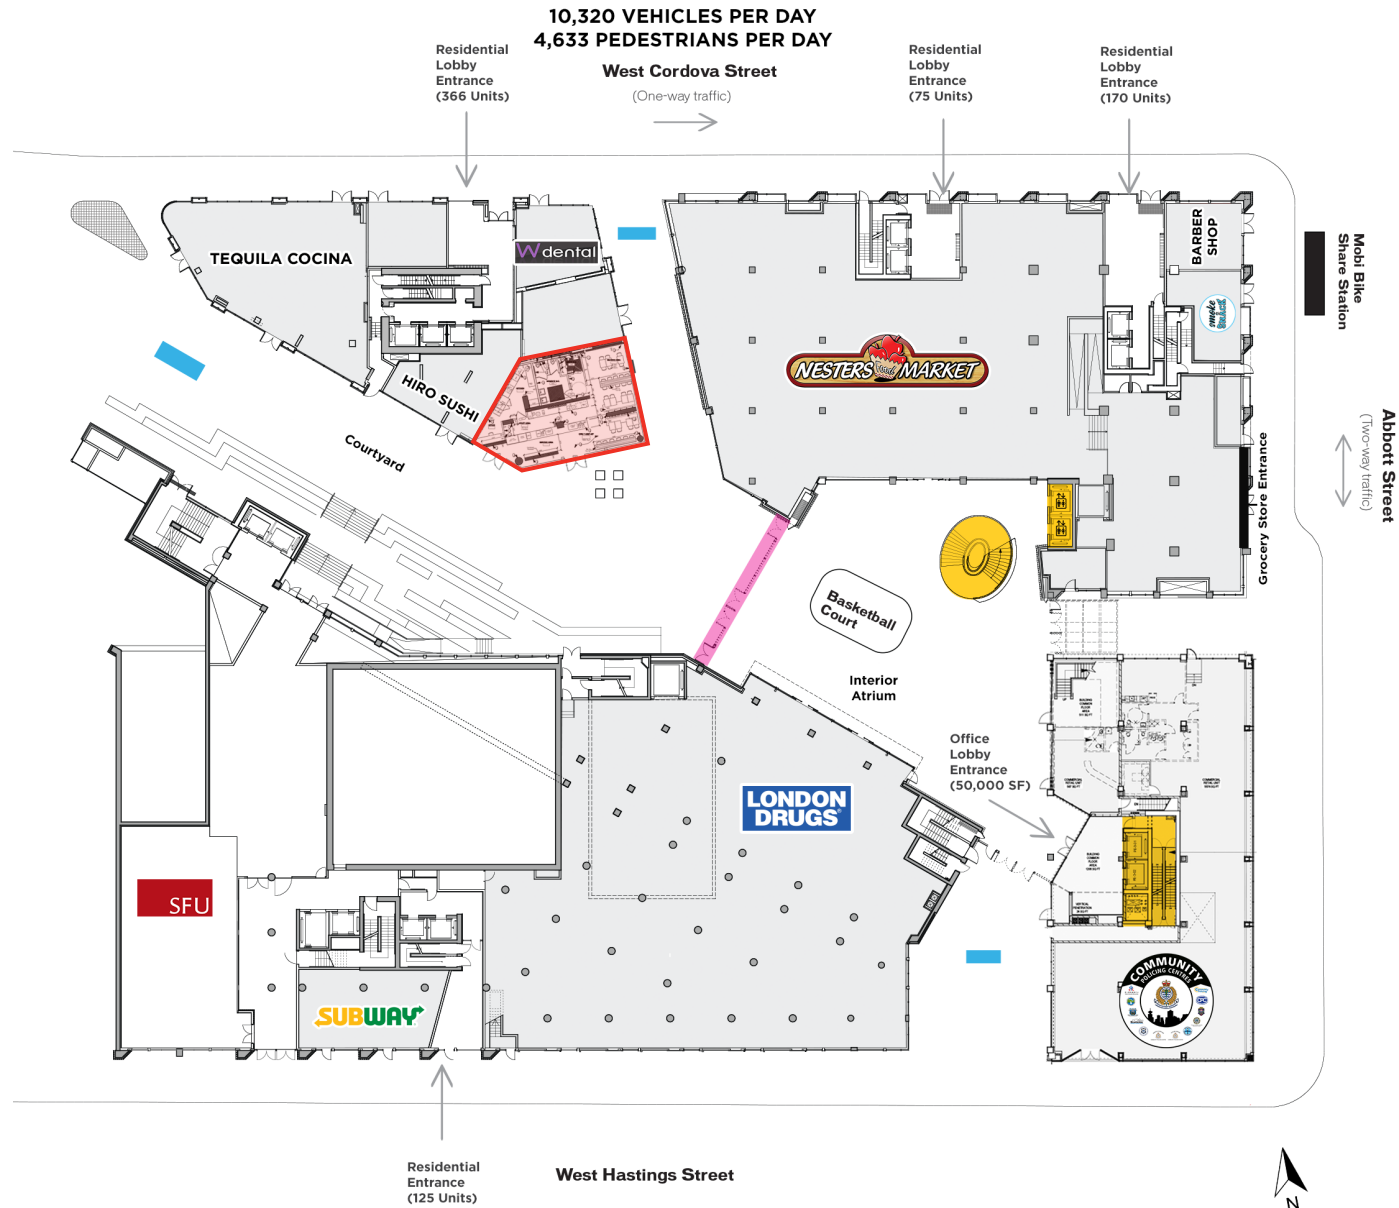 10,320 VEHICLES PER DAY
4,633 PEDESTRIANS PER DAY
West Cordova Street
(One-way traffic)
Residential
Lobby
Entrance
(366 Units)
Residential
Lobby
Entrance
(75 Units)
Residential
Lobby
Entrance
(170 Units)
TEQUILA COCINA
W dental
HIRO SUSHI
Courtyard
NESTERS Food MARKET
BARBER
SHOP
smoke
SHACK
Mobi Bike
Share Station
Abbott Street
(Two-way traffic)
Grocery Store Entrance
Basketball
Court
Interior
Atrium
Office
Lobby
Entrance
(50,000 SF)
LONDON
DRUGS
SFU
SUBWAY
COMMUNITY
POLICING CENTRES
Residential
Entrance
(125 Units)
West Hastings Street
N